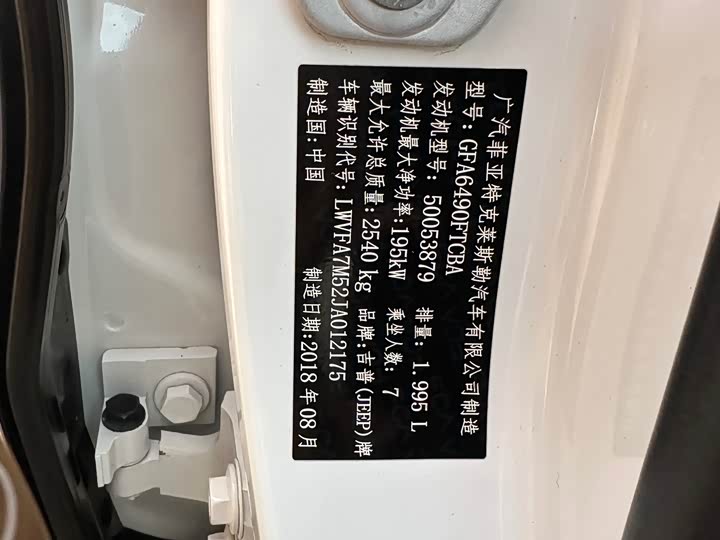 广汽菲亚特克莱斯勒汽车有限公司制造
型号:GFA6490FTCBA
发动机型号: 50053879 排量: 1.995 L
发动机最大净功率:195kW 乘坐人数: 7
最大允许总质量:2540 kg 品牌:吉普(JEEP)牌
车辆识别代号:LWVFA7M52JA012175
制造国:中国 制造日期:2018 年08月